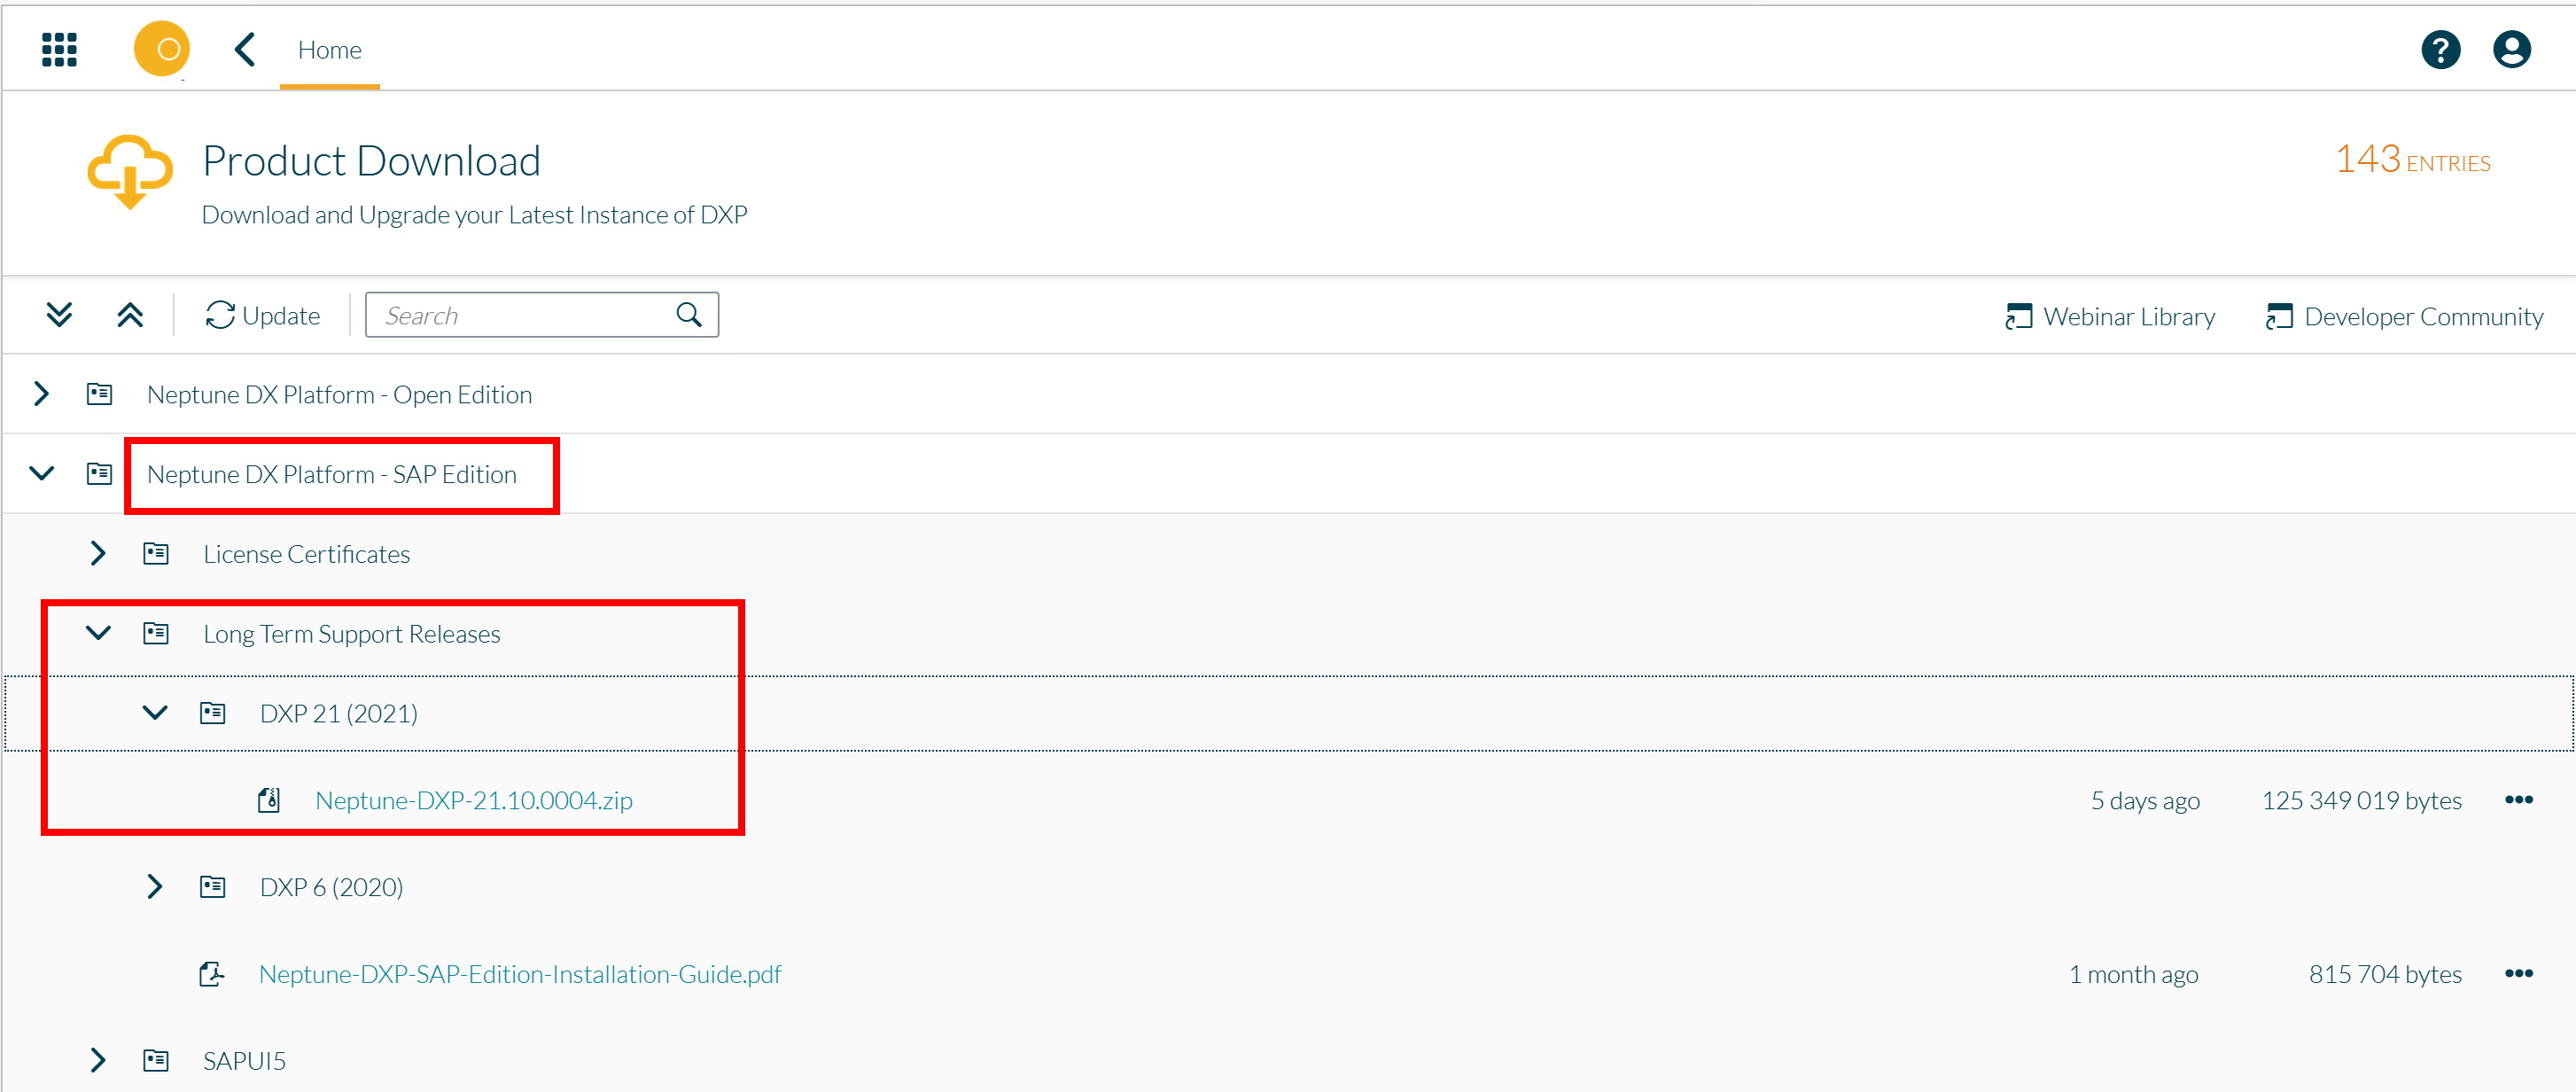 Home
Product Download
143 ENTRIES
Download and Upgrade your Latest Instance of DXP
Update
Search
Webinar Library
Developer Community
Neptune DX Platform - Open Edition
Neptune DX Platform - SAP Edition
License Certificates
Long Term Support Releases
DXP 21 (2021)
Neptune-DXP-21.10.0004.zip 5 days ago 125 349 019 bytes
DXP 6 (2020)
Neptune-DXP-SAP-Edition-Installation-Guide.pdf 1 month ago 815 704 bytes
SAPUI5